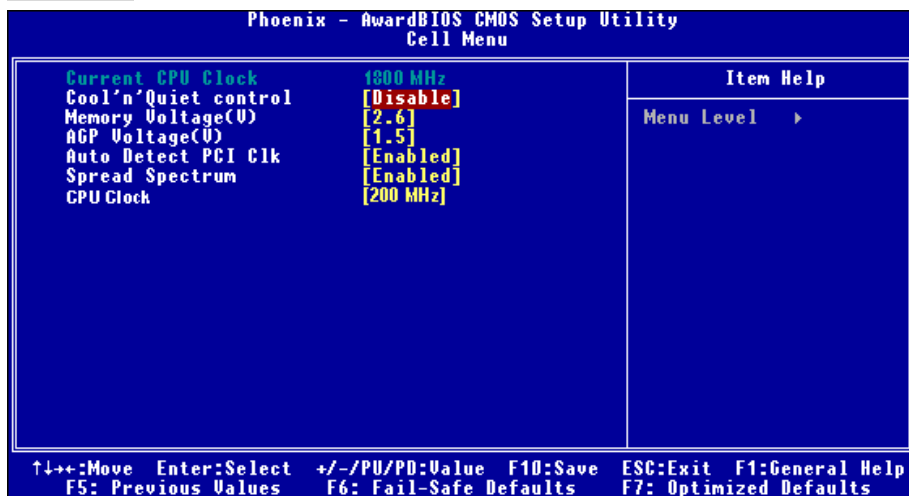 Phoenix - AwardBIOS CMOS Setup Utility
Cell Menu
Current CPU Clock 1800 MHz
Cool'n'Quiet control [Disable]
Memory Voltage(V) [2.6]
AGP Voltage(V) [1.5]
Auto Detect PCI Clk [Enabled]
Spread Spectrum [Enabled]
CPU Clock [200 MHz]
Item Help
Menu Level ▸
↑↓→←:Move Enter:Select +/-/PU/PD:Value F10:Save ESC:Exit F1:General Help
F5: Previous Values F6: Fail-Safe Defaults F7: Optimized Defaults